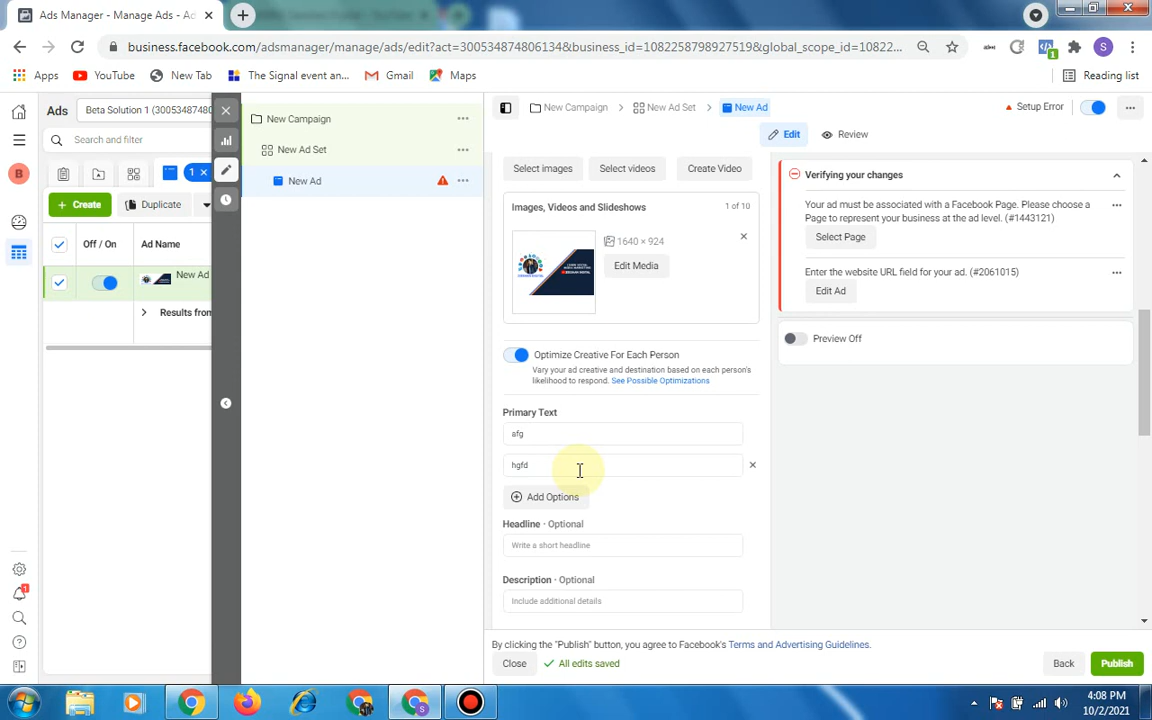 Ads Manager - Manage Ads - Ac
business.facebook.com/adsmanager/manage/ads/edit?act=300534874806134&business_id=1082258798927519&global_scope_id=10822...
S
1
Apps
YouTube
New Tab
The Signal event an...
Gmail
Maps
Reading list
Ads
Beta Solution 1 (30053487480
Search and filter
B
1
Create
Duplicate
Off / On
Ad Name
New Ad
Results from
New Campaign
New Ad Set
New Ad
New Campaign
New Ad Set
New Ad
Setup Error
Edit
Review
Select images
Select videos
Create Video
Images, Videos and Slideshows
1 of 10
1640 × 924
Edit Media
Optimize Creative For Each Person
Vary your ad creative and destination based on each person's
likelihood to respond. See Possible Optimizations
Primary Text
afg
hgfd
Add Options
Headline · Optional
Write a short headline
Description · Optional
Include additional details
Verifying your changes
Your ad must be associated with a Facebook Page. Please choose a
Page to represent your business at the ad level. (#1443121)
Select Page
Enter the website URL field for your ad. (#2061015)
Edit Ad
Preview Off
By clicking the "Publish" button, you agree to Facebook's Terms and Advertising Guidelines.
Close
All edits saved
Back
Publish
1
4:08 PM
10/2/2021